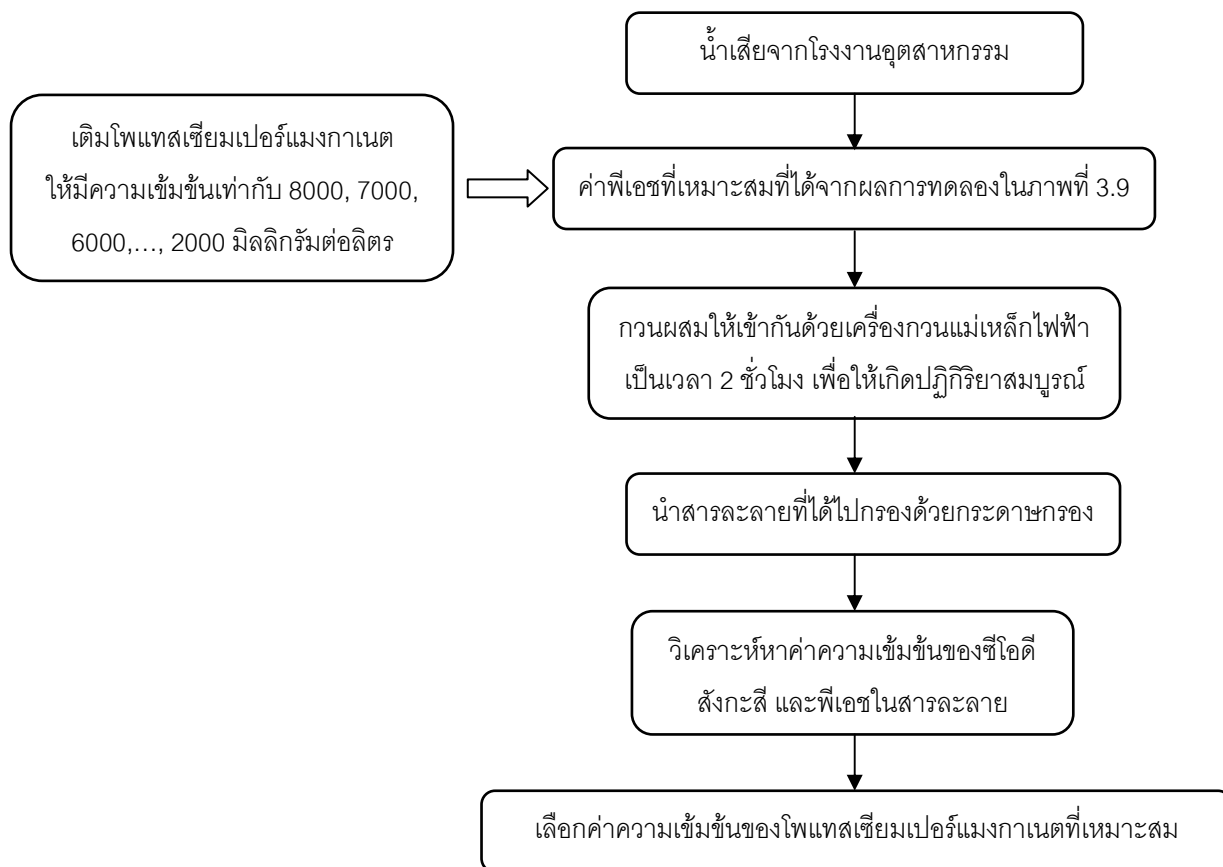 น้ำเสียจากโรงงานอุตสาหกรรม
เติมโพแทสเซียมเปอร์แมงกาเนต
ให้มีความเข้มข้นเท่ากับ 8000, 7000,
6000,..., 2000 มิลลิกรัมต่อลิตร
ค่าพีเอชที่เหมาะสมที่ได้จากผลการทดลองในภาพที่ 3.9
กวนผสมให้เข้ากันด้วยเครื่องกวนแม่เหล็กไฟฟ้า
เป็นเวลา 2 ชั่วโมง เพื่อให้เกิดปฏิกิริยาสมบูรณ์
นำสารละลายที่ได้ไปกรองด้วยกระดาษกรอง
วิเคราะห์หาค่าความเข้มข้นของซีโอดี
สังกะสี และพีเอชในสารละลาย
เลือกค่าความเข้มข้นของโพแทสเซียมเปอร์แมงกาเนตที่เหมาะสม